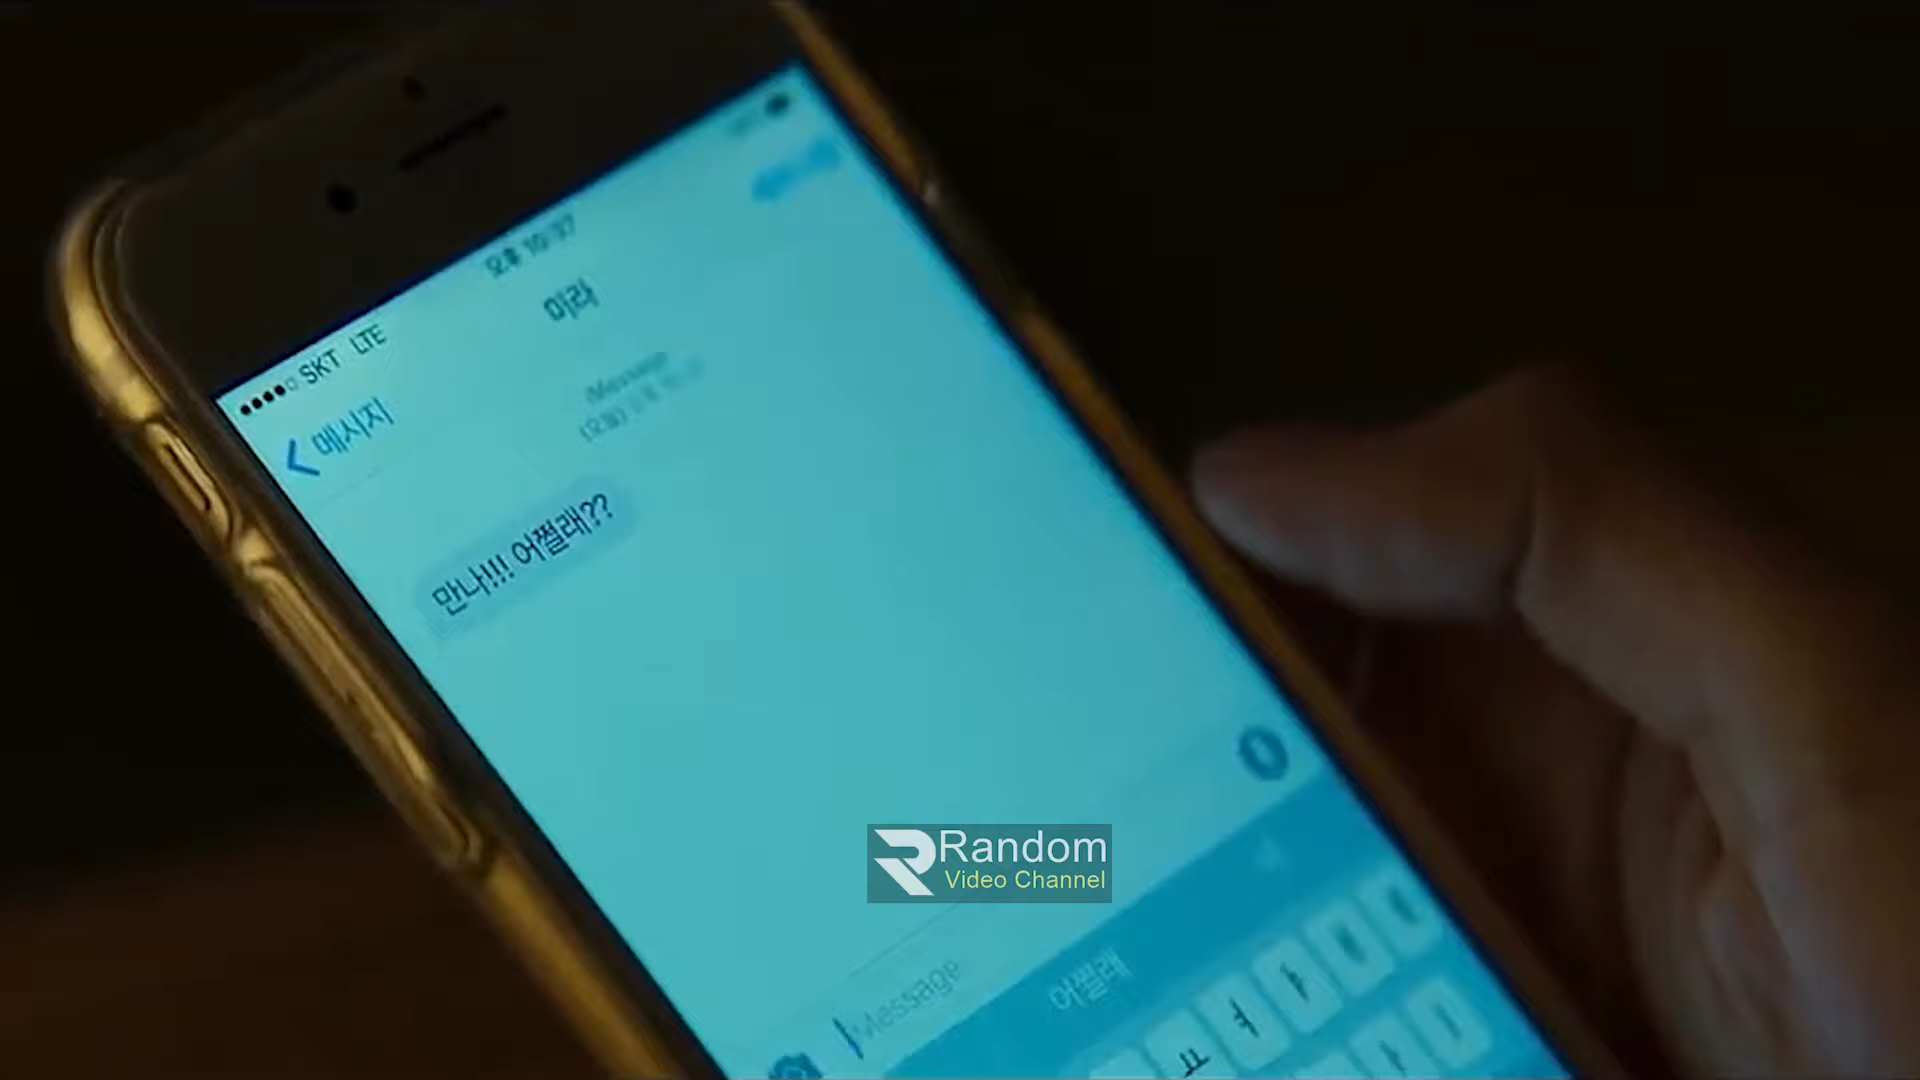 오후 10:37
●●●●○ SKT LTE
미라
메시지
iMessage
만나!!! 어쩔래??
Random
Video Channel
Message
어쩔래
ㅛ ㅕ ㅑ